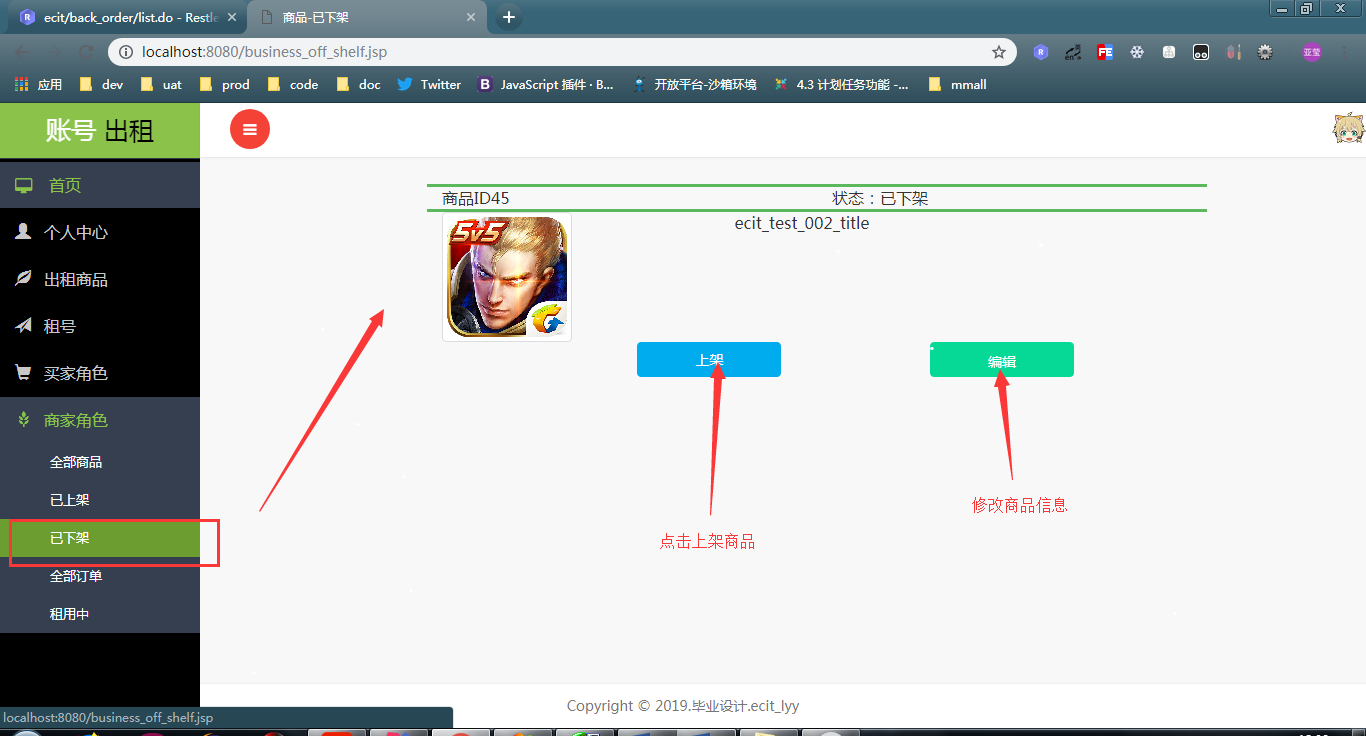 ecit/back_order/list.do - Restle
商品-已下架
localhost:8080/business_off_shelf.jsp
应用 dev uat prod code doc Twitter JavaScript 插件 · B... 开放平台-沙箱环境 4.3 计划任务功能 -... mmall
账号 出租
首页
个人中心
出租商品
租号
买家角色
商家角色
全部商品
已上架
已下架
全部订单
租用中
商品ID45 状态：已下架
ecit_test_002_title
5V5
上架 编辑
点击上架商品
修改商品信息
Copyright © 2019.毕业设计.ecit_lyy
localhost:8080/business_off_shelf.jsp
亚莹